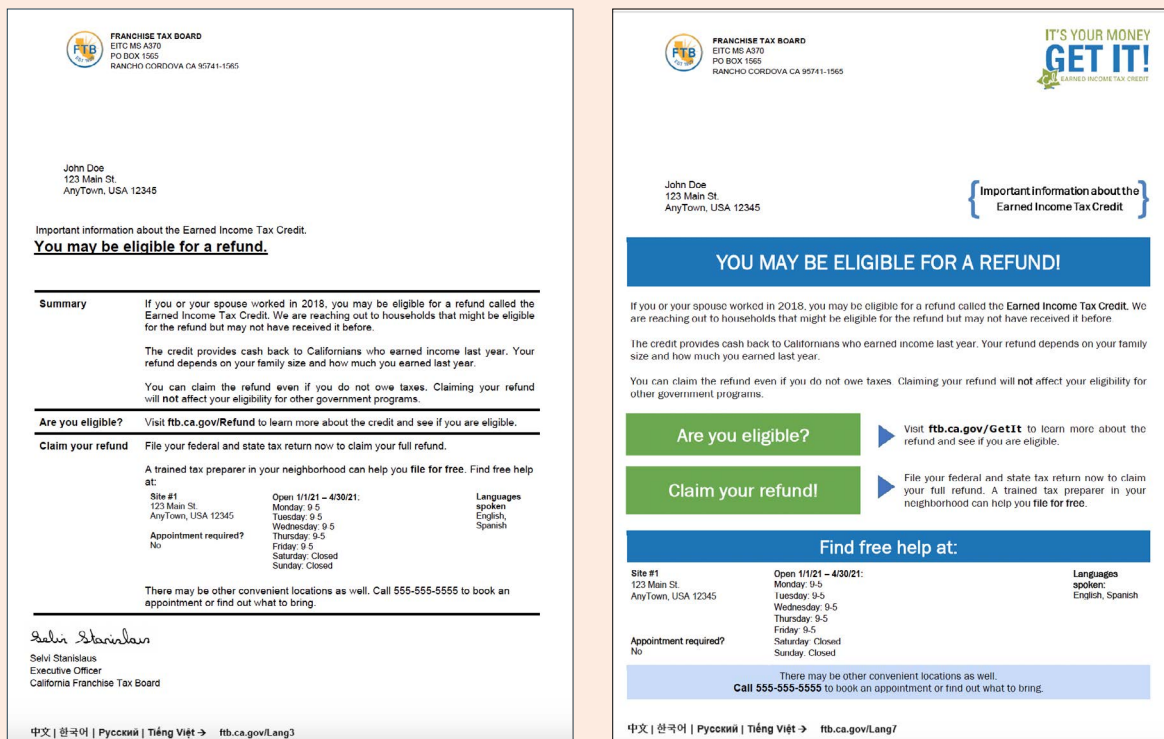 FTB
FRANCHISE TAX BOARD
EITC MS A370
PO BOX 1565
RANCHO CORDOVA CA 95741-1565
John Doe
123 Main St.
AnyTown, USA 12345
Important information about the Earned Income Tax Credit.
You may be eligible for a refund.
Summary
If you or your spouse worked in 2018, you may be eligible for a refund called the
Earned Income Tax Credit. We are reaching out to households that might be eligible
for the refund but may not have received it before.
The credit provides cash back to Californians who earned income last year. Your
refund depends on your family size and how much you earned last year.
You can claim the refund even if you do not owe taxes. Claiming your refund
will not affect your eligibility for other government programs.
Are you eligible?
Visit ftb.ca.gov/Refund to learn more about the credit and see if you are eligible.
Claim your refund
File your federal and state tax return now to claim your full refund.
A trained tax preparer in your neighborhood can help you file for free. Find free help
at:
Site #1
123 Main St.
AnyTown, USA 12345
Appointment required?
No
Open 1/1/21 – 4/30/21:
Monday: 9-5
Tuesday: 9-5
Wednesday: 9-5
Thursday: 9-5
Friday: 9-5
Saturday: Closed
Sunday: Closed
Languages
spoken
English,
Spanish
There may be other convenient locations as well. Call 555-555-5555 to book an
appointment or find out what to bring.
Selvi Stanislaus
Selvi Stanislaus
Executive Officer
California Franchise Tax Board
中文 | 한국어 | Русский | Tiếng Việt → ftb.ca.gov/Lang3
FTB
FRANCHISE TAX BOARD
EITC MS A370
PO BOX 1565
RANCHO CORDOVA CA 95741-1565
IT'S YOUR MONEY
GET IT!
Cal
EARNED INCOME TAX CREDIT
John Doe
123 Main St.
AnyTown, USA 12345
Important information about the
Earned Income Tax Credit
YOU MAY BE ELIGIBLE FOR A REFUND!
If you or your spouse worked in 2018, you may be eligible for a refund called the Earned Income Tax Credit. We
are reaching out to households that might be eligible for the refund but may not have received it before.
The credit provides cash back to Californians who earned income last year. Your refund depends on your family
size and how much you earned last year.
You can claim the refund even if you do not owe taxes. Claiming your refund will not affect your eligibility for
other government programs.
Are you eligible?
Visit ftb.ca.gov/GetIt to learn more about the
refund and see if you are eligible.
Claim your refund!
File your federal and state tax return now to claim
your full refund. A trained tax preparer in your
neighborhood can help you file for free.
Find free help at:
Site #1
123 Main St.
AnyTown, USA 12345
Appointment required?
No
Open 1/1/21 – 4/30/21:
Monday: 9-5
Tuesday: 9-5
Wednesday: 9-5
Thursday: 9-5
Friday: 9-5
Saturday: Closed
Sunday: Closed
Languages
spoken:
English, Spanish
There may be other convenient locations as well.
Call 555-555-5555 to book an appointment or find out what to bring.
中文 | 한국어 | Русский | Tiếng Việt → ftb.ca.gov/Lang7